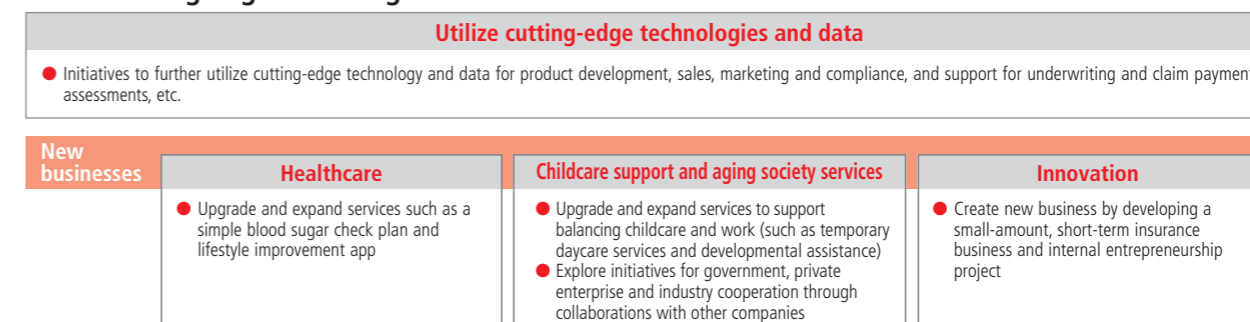 Utilize cutting-edge technologies and data
● Initiatives to further utilize cutting-edge technology and data for product development, sales, marketing and compliance, and support for underwriting and claim payment
assessments, etc.
New
businesses
Healthcare
● Upgrade and expand services such as a
simple blood sugar check plan and
lifestyle improvement app
Childcare support and aging society services
● Upgrade and expand services to support
balancing childcare and work (such as temporary
daycare services and developmental assistance)
● Explore initiatives for government, private
enterprise and industry cooperation through
collaborations with other companies
Innovation
● Create new business by developing a
small-amount, short-term insurance
business and internal entrepreneurship
project